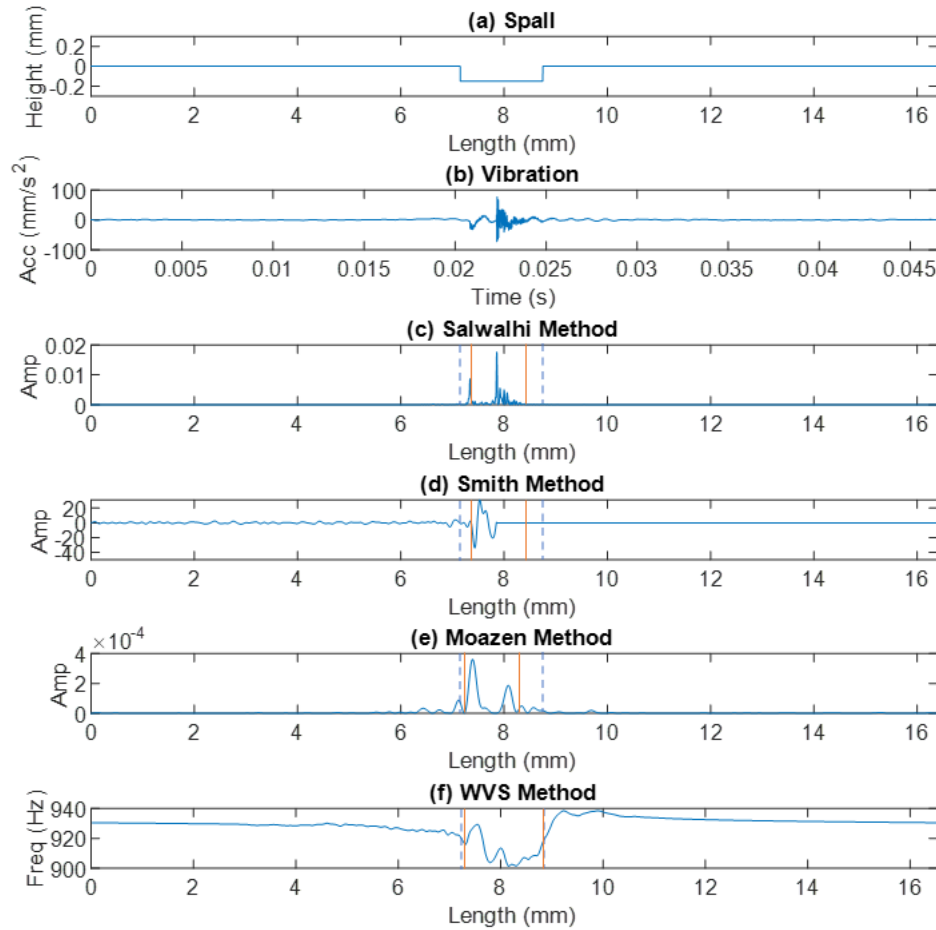 (a) Spall
Height (mm)
0.2
0
-0.2
0 2 4 6 8 10 12 14 16
Length (mm)
(b) Vibration
Acc (mm/s²)
100
0
-100
0 0.005 0.01 0.015 0.02 0.025 0.03 0.035 0.04 0.045
Time (s)
(c) Salwalhi Method
Amp
0.02
0.01
0
0 2 4 6 8 10 12 14 16
Length (mm)
(d) Smith Method
Amp
20
0
-20
-40
0 2 4 6 8 10 12 14 16
Length (mm)
(e) Moazen Method
×10⁻⁴
Amp
4
2
0
0 2 4 6 8 10 12 14 16
Length (mm)
(f) WVS Method
Freq (Hz)
940
920
900
0 2 4 6 8 10 12 14 16
Length (mm)